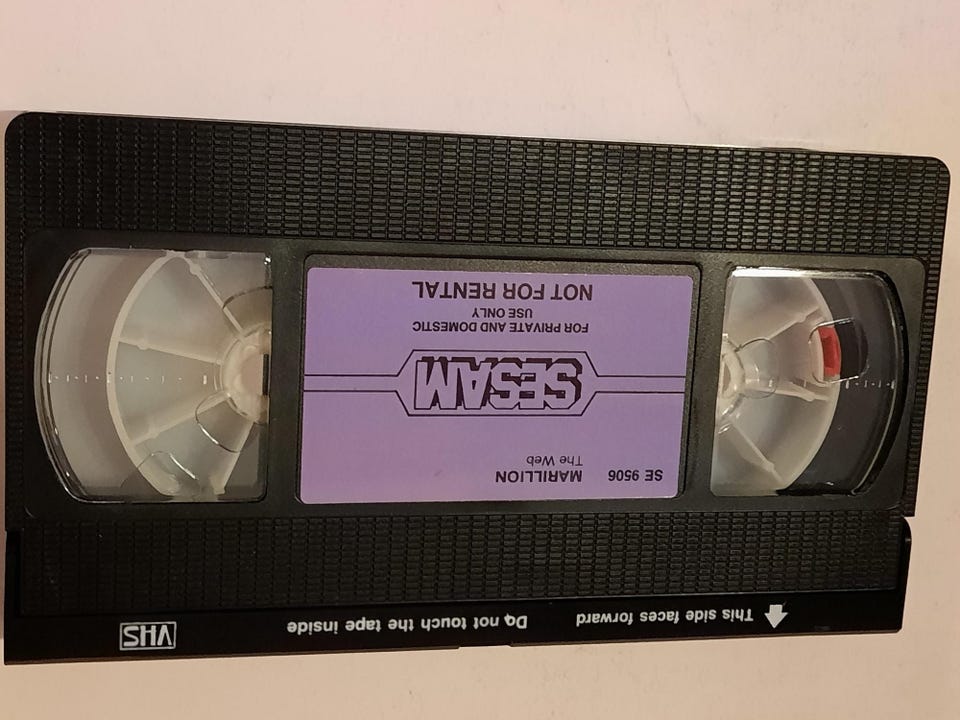 This side faces forward
Do not touch the tape inside
VHS
SE 9506
MARILLION
The Web
SESAM
FOR PRIVATE AND DOMESTIC
USE ONLY
NOT FOR RENTAL